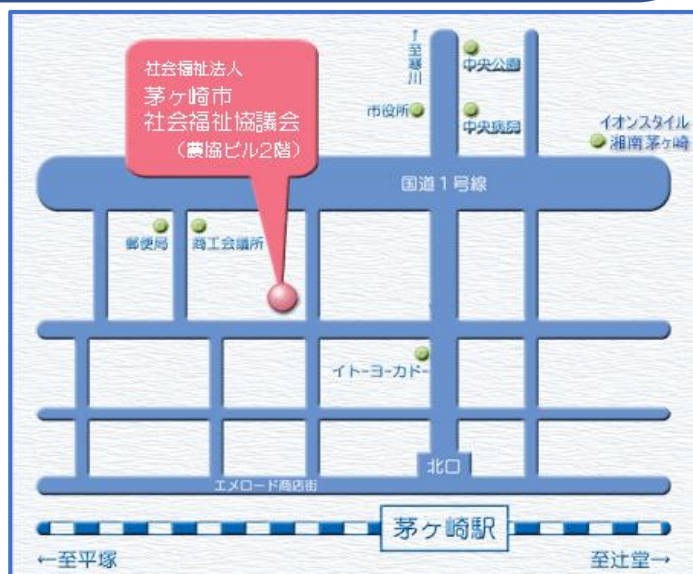 社会福祉法人
茅ヶ崎市
社会福祉協議会
(農協ビル2階)
↑至寒川
中央公園
市役所
中央病院
イオンスタイル
湘南茅ヶ崎
国道1号線
郵便局
商工会議所
イトーヨーカドー
北口
エメロード商店街
茅ヶ崎駅
←至平塚
至辻堂→